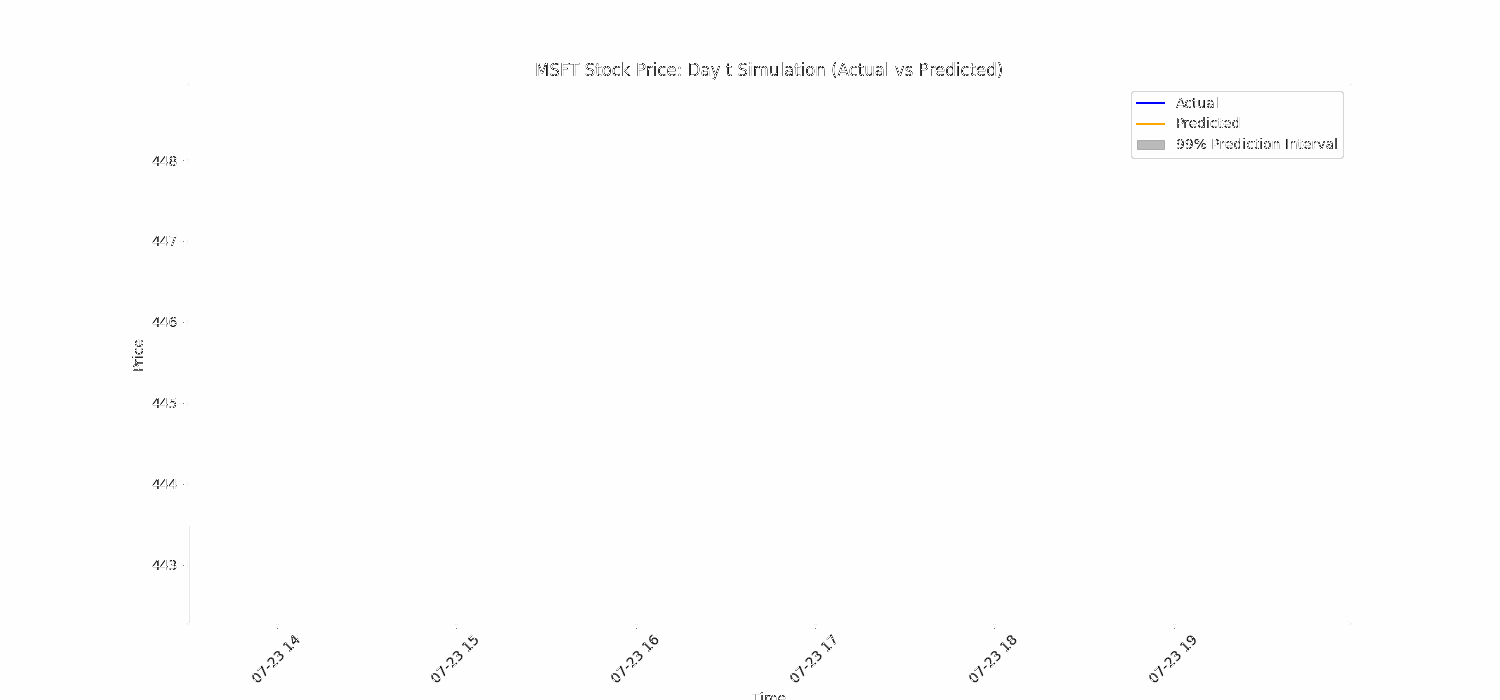 MSFT Stock Price: Day t Simulation (Actual vs Predicted)
Actual
Predicted
99% Prediction Interval
448
447
446
445
444
443
Price
07-23 14
07-23 15
07-23 16
07-23 17
07-23 18
07-23 19
Time